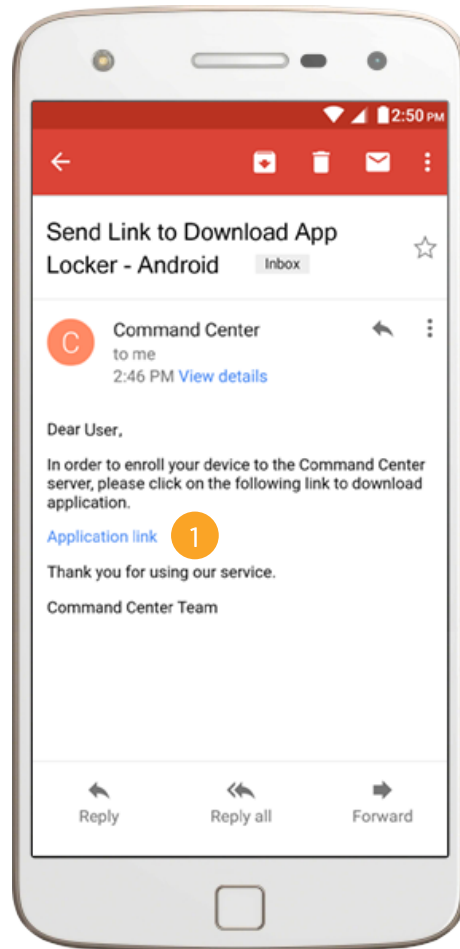 2:50 PM
Send Link to Download App
Locker - Android Inbox
C
Command Center
to me
2:46 PM View details
Dear User,
In order to enroll your device to the Command Center
server, please click on the following link to download
application.
Application link 1
Thank you for using our service.
Command Center Team
Reply Reply all Forward